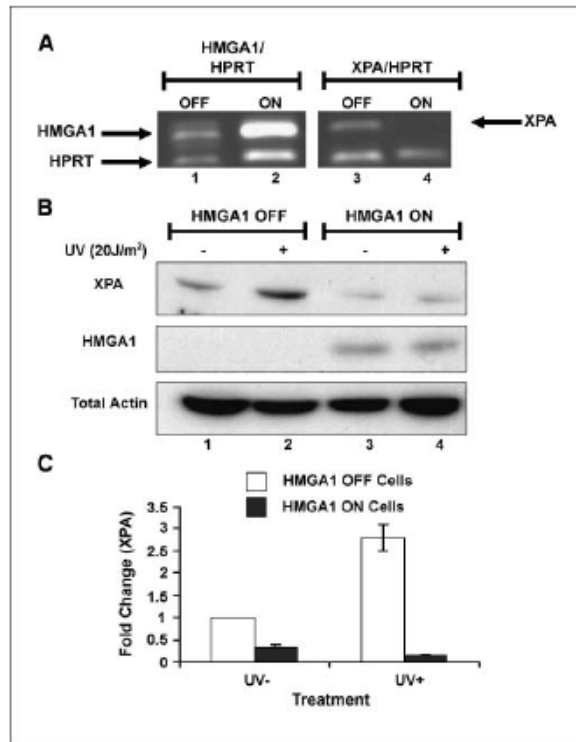 A
HMGA1/
HPRT
XPA/HPRT
OFF ON OFF ON
HMGA1
XPA
HPRT
1 2 3 4
B
HMGA1 OFF HMGA1 ON
UV (20J/m²) - + - +
XPA
HMGA1
Total Actin
1 2 3 4
C
HMGA1 OFF Cells
HMGA1 ON Cells
Fold Change (XPA)
3.5
3
2.5
2
1.5
1
0.5
0
UV- UV+
Treatment